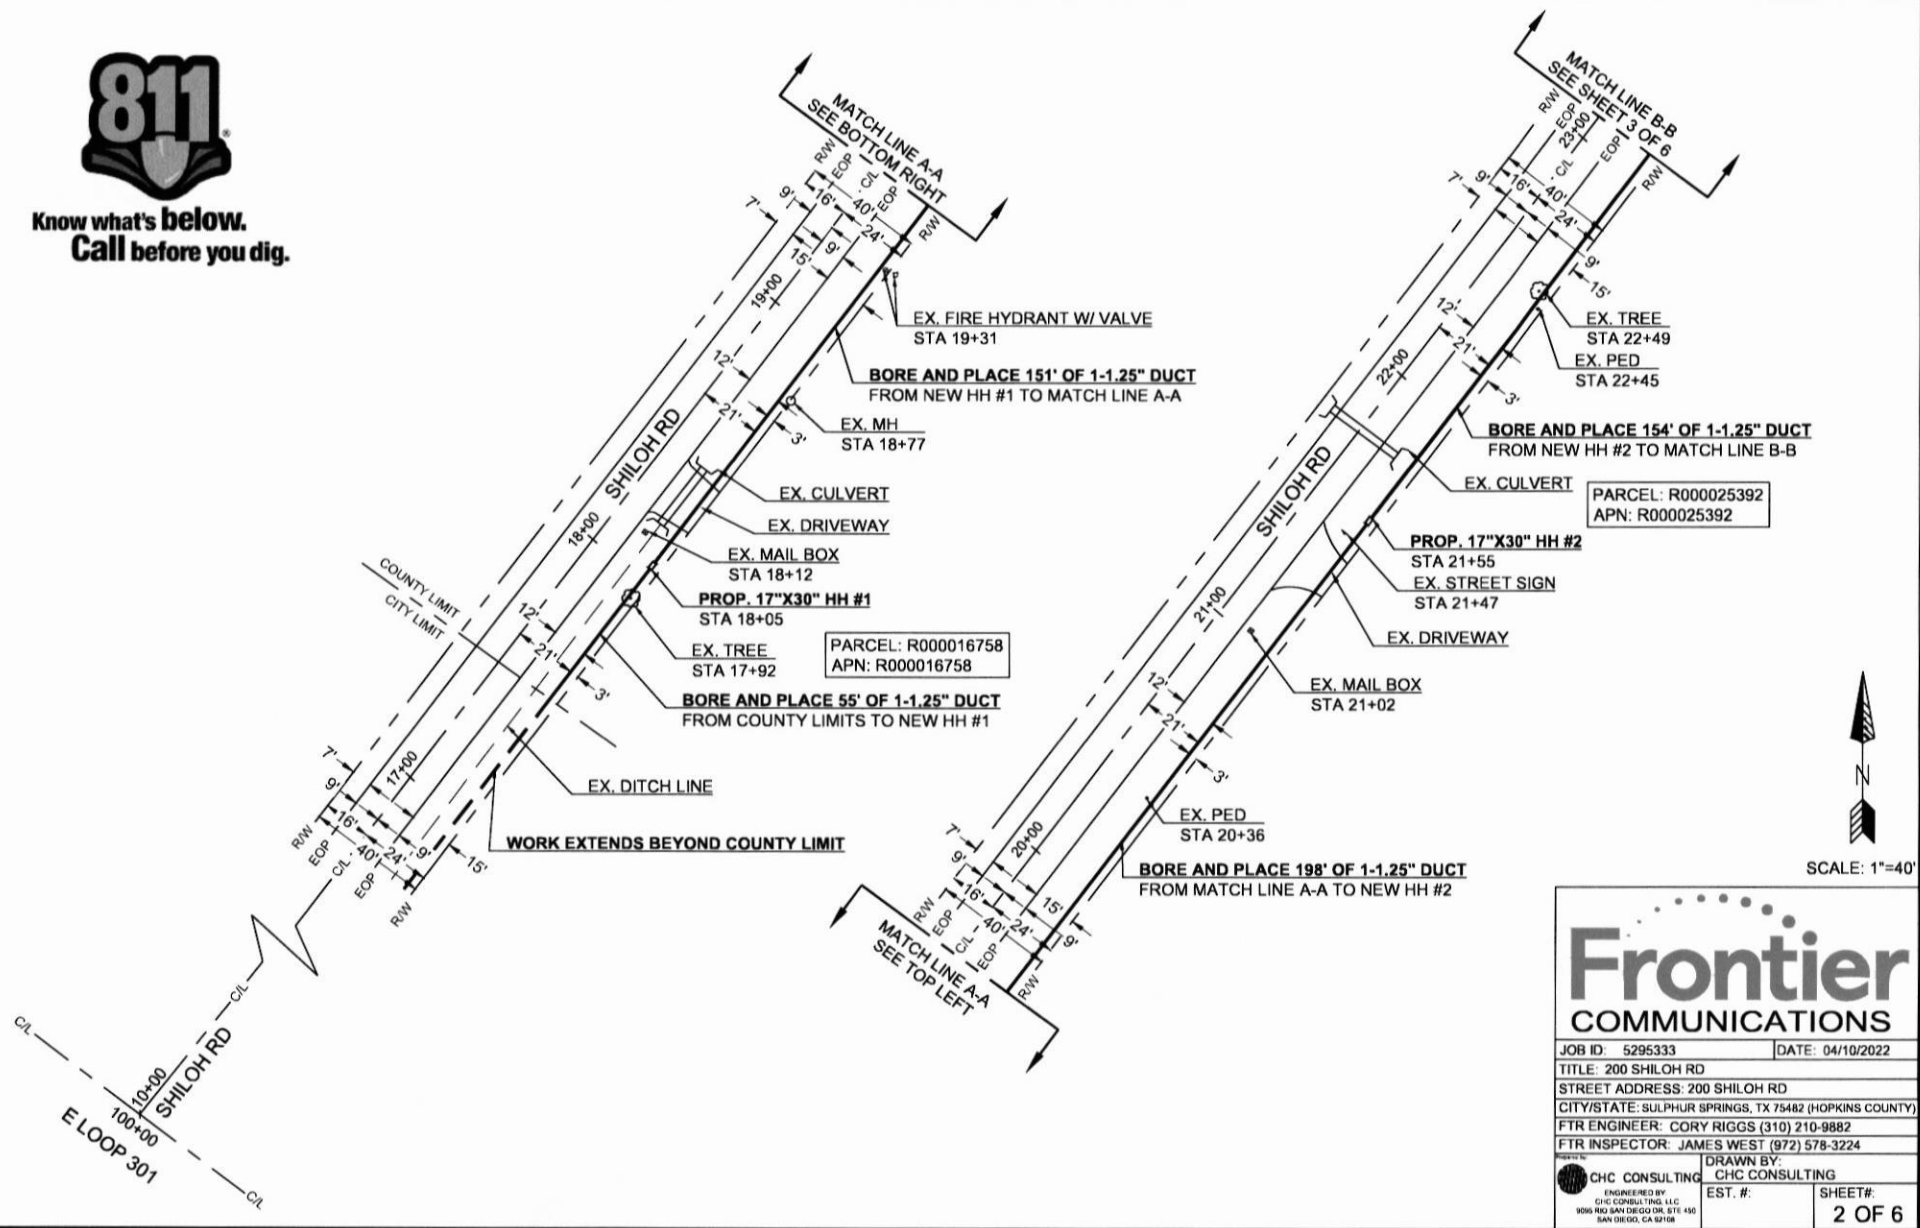 811®
Know what's below.
Call before you dig.
MATCH LINE A-A
SEE BOTTOM RIGHT
R/W
EOP
C/L
EOP
R/W
7'
9'
16'
40'
24'
15'
9'
19+00
EX. FIRE HYDRANT W/ VALVE
STA 19+31
12'
BORE AND PLACE 151' OF 1-1.25" DUCT
FROM NEW HH #1 TO MATCH LINE A-A
21'
3'
EX. MH
STA 18+77
SHILOH RD
EX. CULVERT
EX. DRIVEWAY
18+00
EX. MAIL BOX
STA 18+12
PROP. 17"X30" HH #1
STA 18+05
COUNTY LIMIT
CITY LIMIT
12'
21'
3'
EX. TREE
STA 17+92
PARCEL: R000016758
APN: R000016758
BORE AND PLACE 55' OF 1-1.25" DUCT
FROM COUNTY LIMITS TO NEW HH #1
17+00
EX. DITCH LINE
WORK EXTENDS BEYOND COUNTY LIMIT
7'
9'
16'
40'
24'
9'
15'
R/W
EOP
C/L
EOP
R/W
C/L
C/L
10+00
SHILOH RD
100+00
E LOOP 301
C/L
MATCH LINE B-B
SEE SHEET 3 OF 6
R/W
EOP
23+00
C/L
EOP
R/W
7'
9'
16'
40'
24'
9'
15'
EX. TREE
STA 22+49
12'
21'
EX. PED
STA 22+45
22+00
3'
BORE AND PLACE 154' OF 1-1.25" DUCT
FROM NEW HH #2 TO MATCH LINE B-B
SHILOH RD
EX. CULVERT
PARCEL: R000025392
APN: R000025392
PROP. 17"X30" HH #2
STA 21+55
EX. STREET SIGN
STA 21+47
21+00
EX. DRIVEWAY
EX. MAIL BOX
STA 21+02
12'
21'
3'
EX. PED
STA 20+36
20+00
BORE AND PLACE 198' OF 1-1.25" DUCT
FROM MATCH LINE A-A TO NEW HH #2
7'
9'
16'
40'
24'
15'
9'
R/W
EOP
C/L
EOP
R/W
MATCH LINE A-A
SEE TOP LEFT
N
SCALE: 1"=40'
Frontier
COMMUNICATIONS
JOB ID: 5295333 DATE: 04/10/2022
TITLE: 200 SHILOH RD
STREET ADDRESS: 200 SHILOH RD
CITY/STATE: SULPHUR SPRINGS, TX 75482 (HOPKINS COUNTY)
FTR ENGINEER: CORY RIGGS (310) 210-9882
FTR INSPECTOR: JAMES WEST (972) 578-3224
CHC CONSULTING
ENGINEERED BY
CHC CONSULTING, LLC
9095 RIO SAN DIEGO DR, STE 450
SAN DIEGO, CA 92108
DRAWN BY:
CHC CONSULTING
EST. #:
SHEET#:
2 OF 6